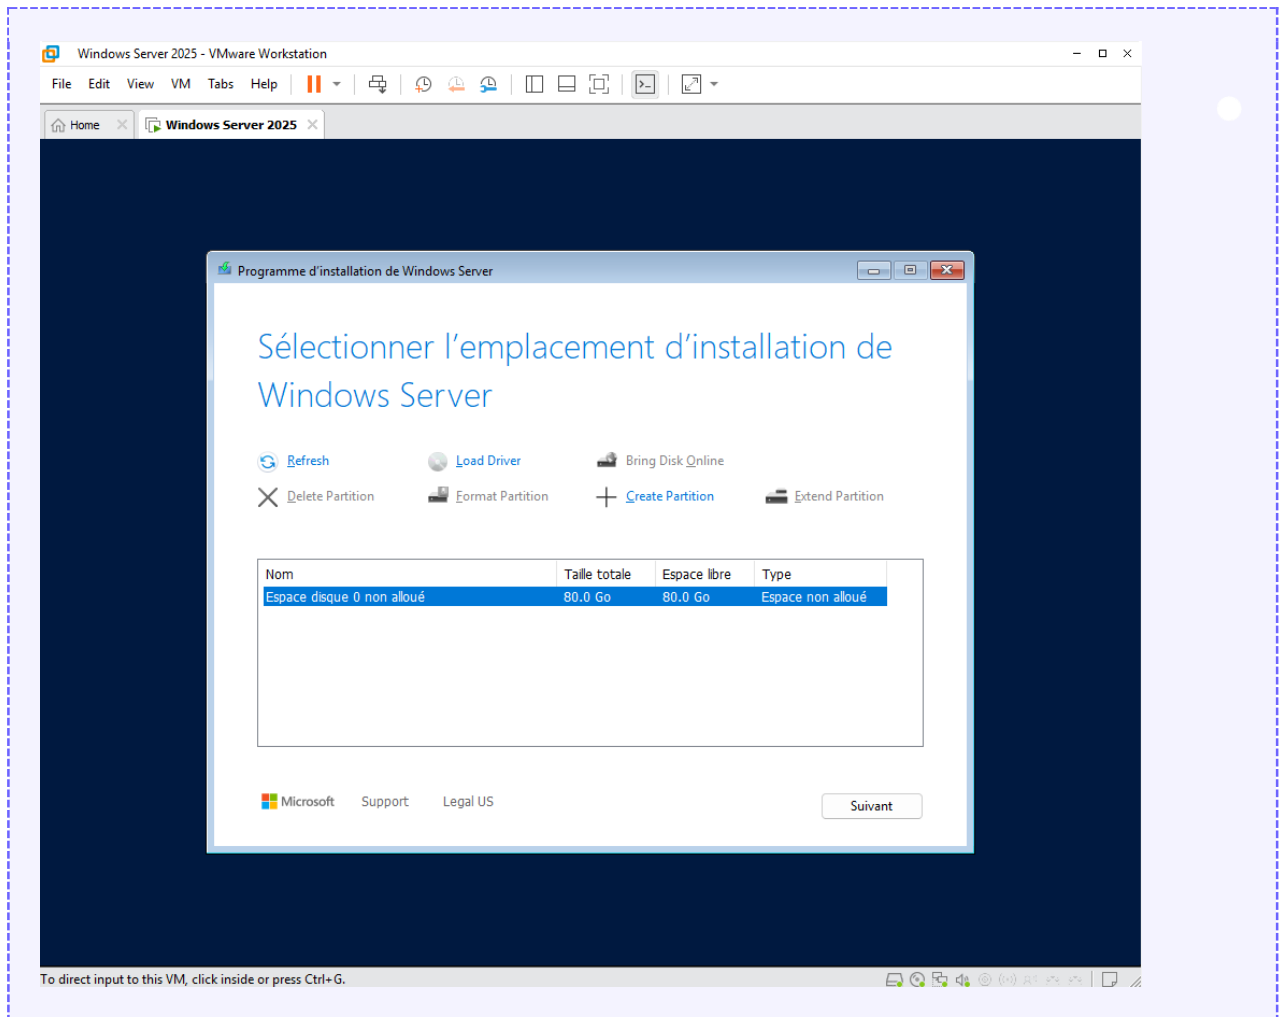 Windows Server 2025 - VMware Workstation
File Edit View VM Tabs Help
Home Windows Server 2025
Programme d'installation de Windows Server
Sélectionner l'emplacement d'installation de
Windows Server
Refresh Load Driver Bring Disk Online
Delete Partition Format Partition Create Partition Extend Partition
Nom Taille totale Espace libre Type
Espace disque 0 non alloué 80.0 Go 80.0 Go Espace non alloué
Microsoft Support Legal US
Suivant
To direct input to this VM, click inside or press Ctrl+G.